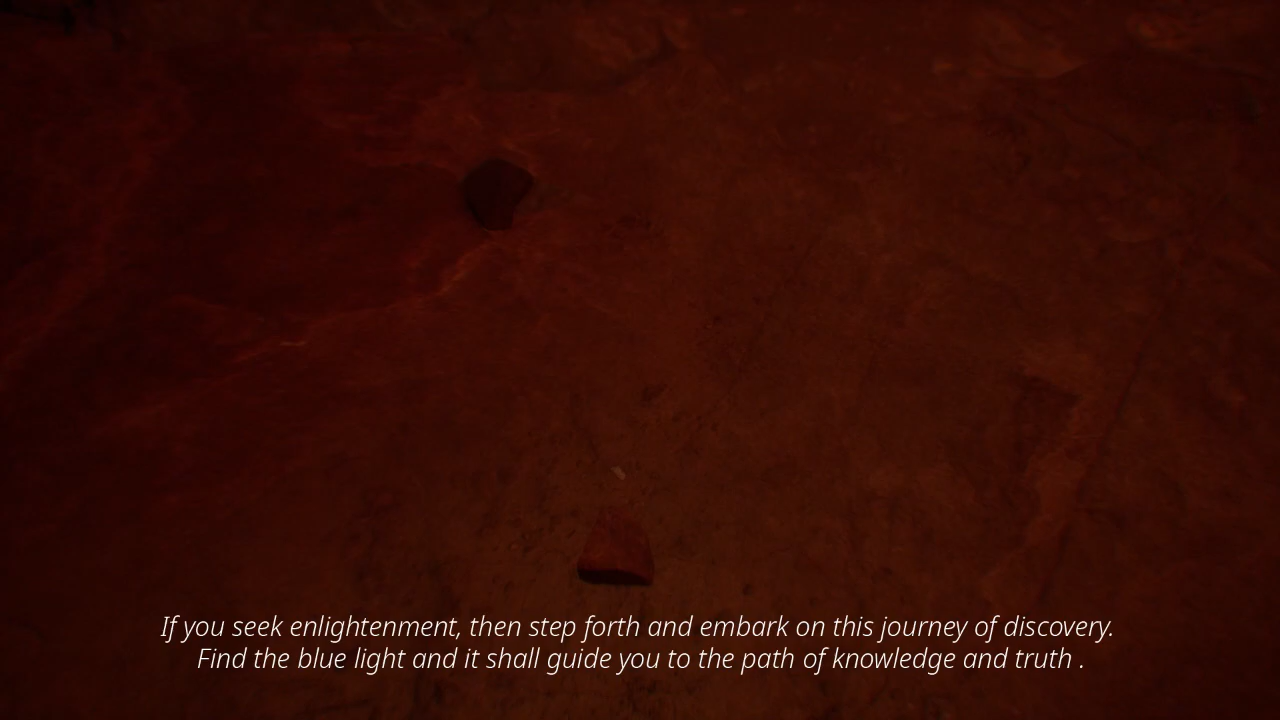 If you seek enlightenment, then step forth and embark on this journey of discovery.
Find the blue light and it shall guide you to the path of knowledge and truth .